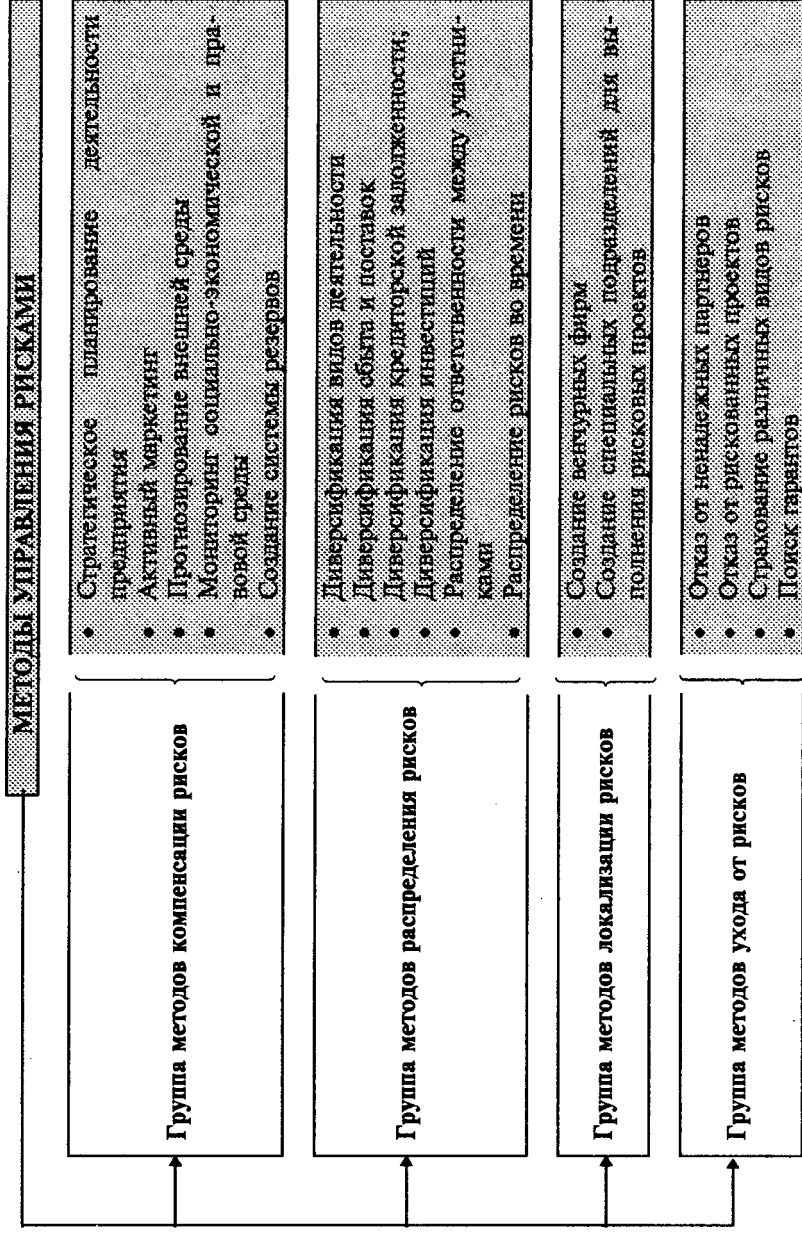 МЕТОДЫ УПРАВЛЕНИЯ РИСКАМИ
Группа методов компенсации рисков
• Стратегическое планирование деятельности
предприятия
• Активный маркетинг
• Прогнозирование внешней среды
• Мониторинг социально-экономической и пра-
вовой среды
• Создание системы резервов
Группа методов распределения рисков
• Диверсификация видов деятельности
• Диверсификация сбыта и поставок
• Диверсификация кредиторской задолженности;
• Диверсификация инвестиций
• Распределение ответственности между участни-
ками
• Распределение рисков во времени
Группа методов локализации рисков
• Создание венчурных фирм
• Создание специальных подразделений для вы-
полнения рисковых проектов
Группа методов ухода от рисков
• Отказ от ненадежных партнеров
• Отказ от рискованных проектов
• Страхование различных видов рисков
• Поиск гарантов